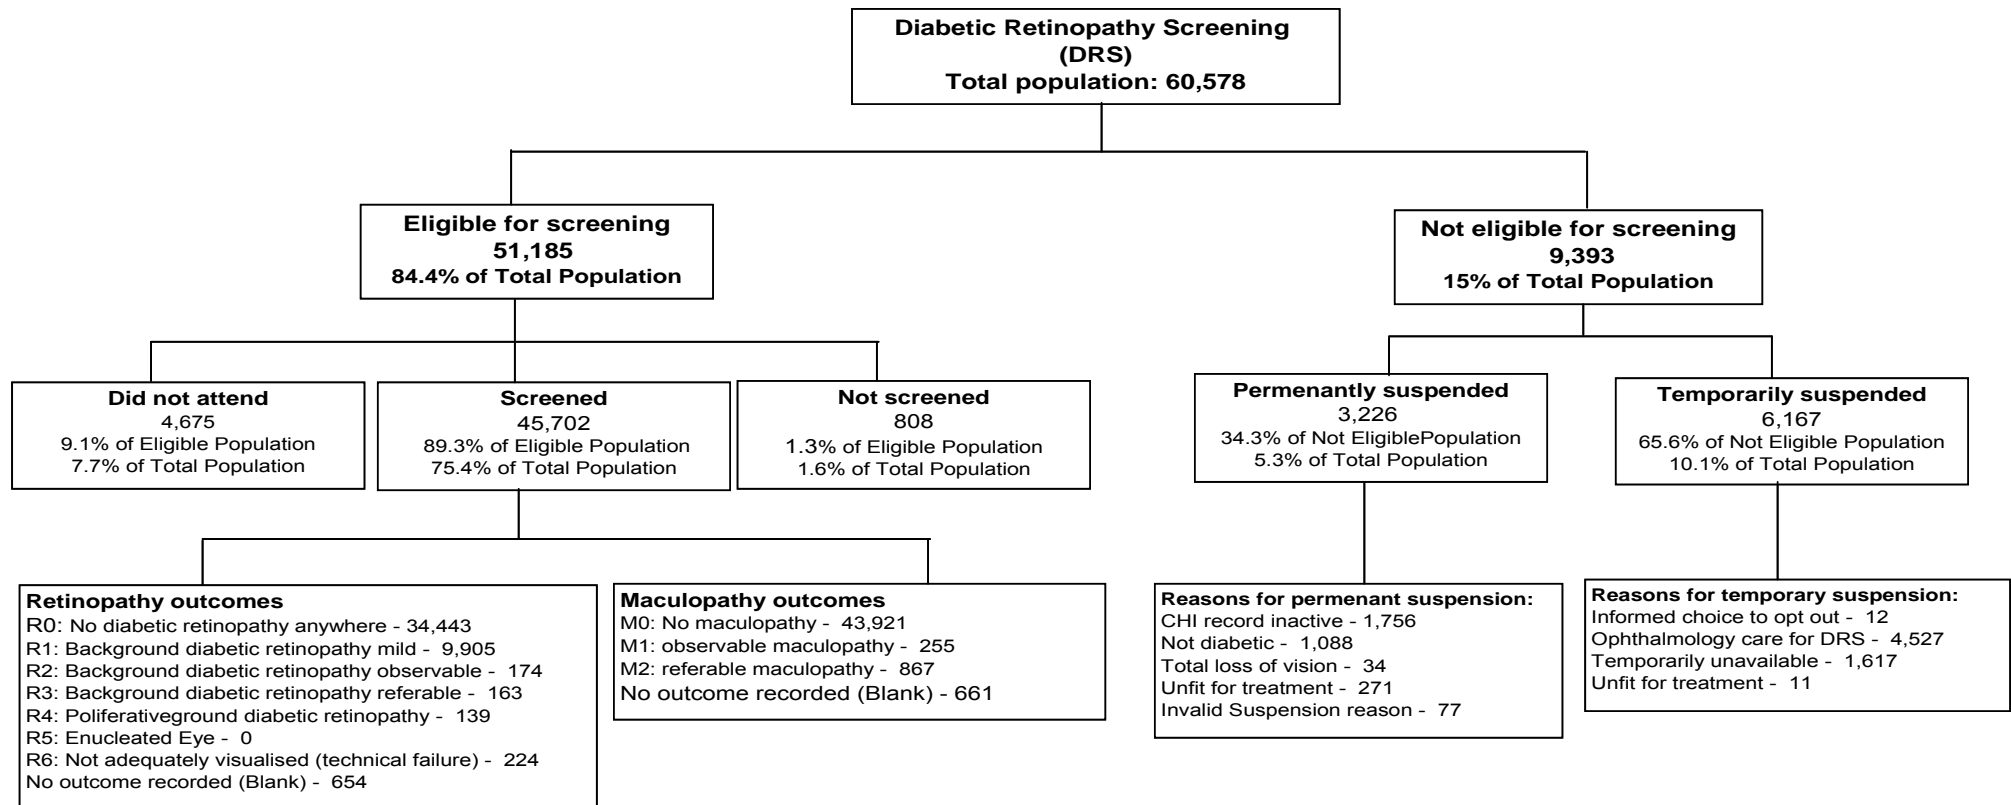 Diabetic Retinopathy Screening
(DRS)
Total population: 60,578
Eligible for screening
51,185
84.4% of Total Population
Not eligible for screening
9,393
15% of Total Population
Did not attend
4,675
9.1% of Eligible Population
7.7% of Total Population
Screened
45,702
89.3% of Eligible Population
75.4% of Total Population
Not screened
808
1.3% of Eligible Population
1.6% of Total Population
Permenantly suspended
3,226
34.3% of Not EligiblePopulation
5.3% of Total Population
Temporarily suspended
6,167
65.6% of Not Eligible Population
10.1% of Total Population
Retinopathy outcomes
R0: No diabetic retinopathy anywhere - 34,443
R1: Background diabetic retinopathy mild - 9,905
R2: Background diabetic retinopathy observable - 174
R3: Background diabetic retinopathy referable - 163
R4: Poliferativeground diabetic retinopathy - 139
R5: Enucleated Eye - 0
R6: Not adequately visualised (technical failure) - 224
No outcome recorded (Blank) - 654
Maculopathy outcomes
M0: No maculopathy - 43,921
M1: observable maculopathy - 255
M2: referable maculopathy - 867
No outcome recorded (Blank) - 661
Reasons for permenant suspension:
CHI record inactive - 1,756
Not diabetic - 1,088
Total loss of vision - 34
Unfit for treatment - 271
Invalid Suspension reason - 77
Reasons for temporary suspension:
Informed choice to opt out - 12
Ophthalmology care for DRS - 4,527
Temporarily unavailable - 1,617
Unfit for treatment - 11